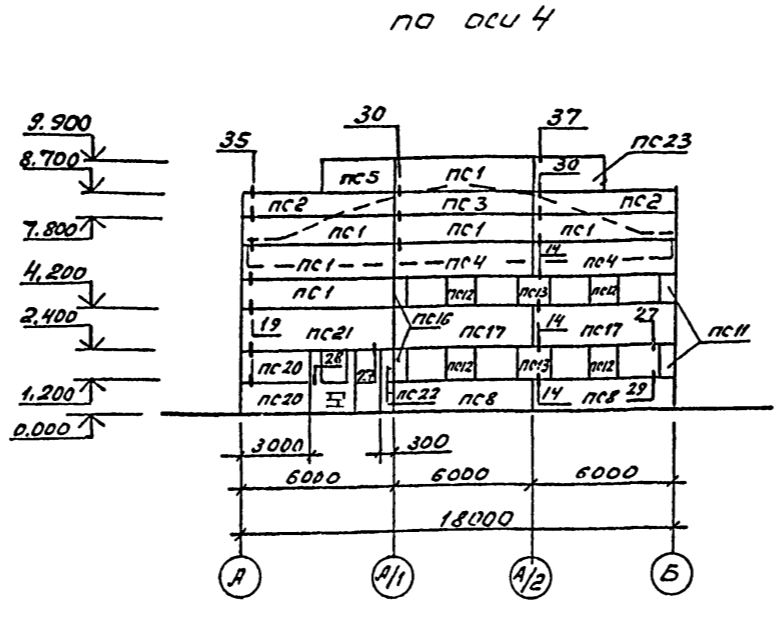 по оси 4
9.900
30
37
8.700
35
пс23
пс5
пс1
30
пс2
пс3
пс2
7.800
пс1
пс1
пс1
14
пс1
пс4
пс4
4.200
пс1
пс12
пс13
пс12
2.400
19
пс16
14
27
пс21
пс17
пс17
пс11
28
пс20
27
пс12
пс13
пс12
1.200
пс20
пс22
пс8
14
пс8
29
0.000
3000
300
6000
6000
6000
18000
А
А/1
А/2
Б